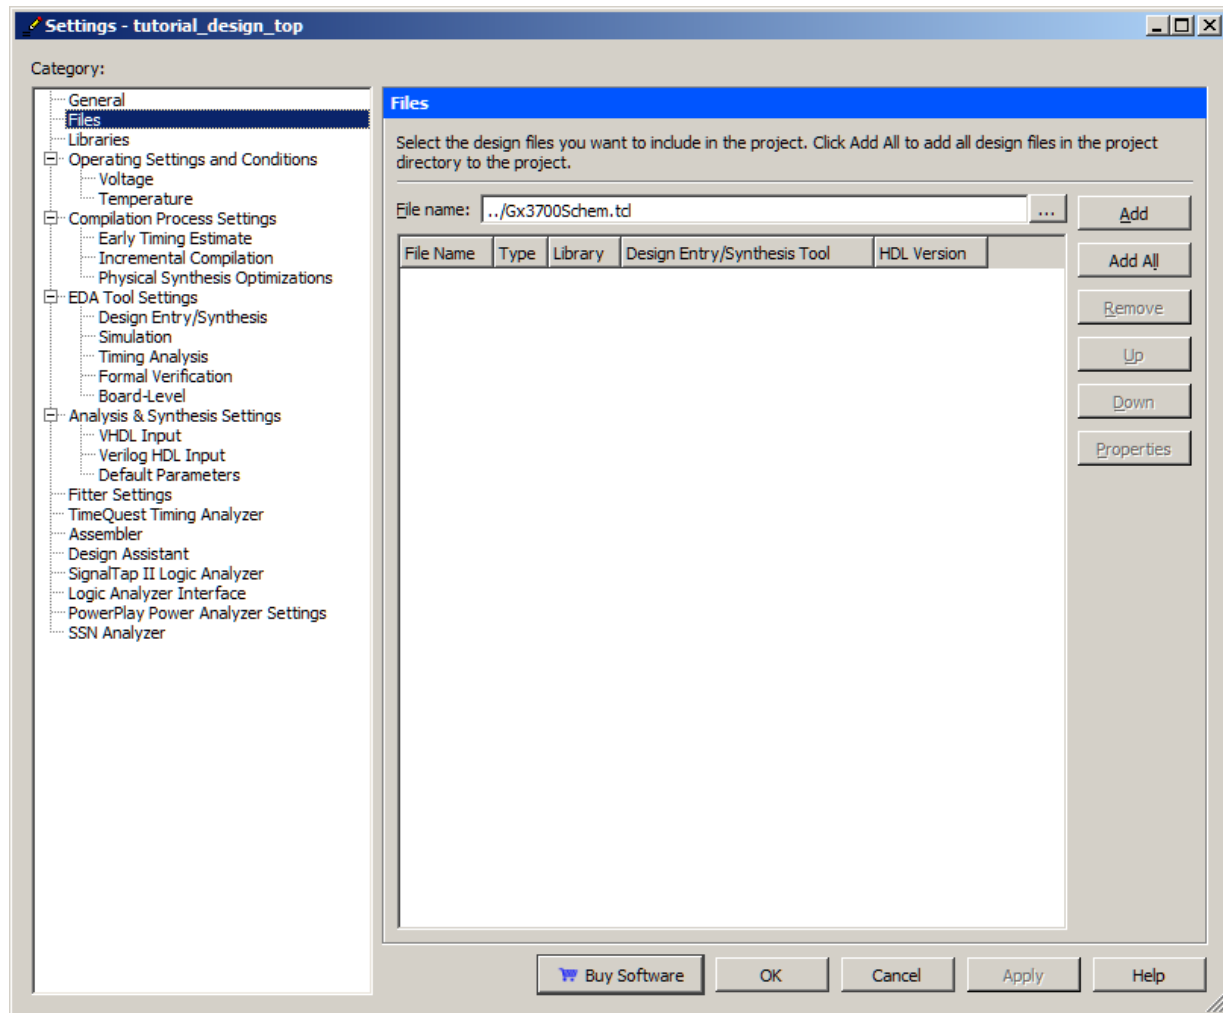 Settings - tutorial_design_top
Category:
General
Files
Libraries
Operating Settings and Conditions
Voltage
Temperature
Compilation Process Settings
Early Timing Estimate
Incremental Compilation
Physical Synthesis Optimizations
EDA Tool Settings
Design Entry/Synthesis
Simulation
Timing Analysis
Formal Verification
Board-Level
Analysis & Synthesis Settings
VHDL Input
Verilog HDL Input
Default Parameters
Fitter Settings
TimeQuest Timing Analyzer
Assembler
Design Assistant
SignalTap II Logic Analyzer
Logic Analyzer Interface
PowerPlay Power Analyzer Settings
SSN Analyzer
Files
Select the design files you want to include in the project. Click Add All to add all design files in the project
directory to the project.
File name: ../Gx3700Schem.tcl ... Add
File Name Type Library Design Entry/Synthesis Tool HDL Version
Add All
Remove
Up
Down
Properties
Buy Software OK Cancel Apply Help